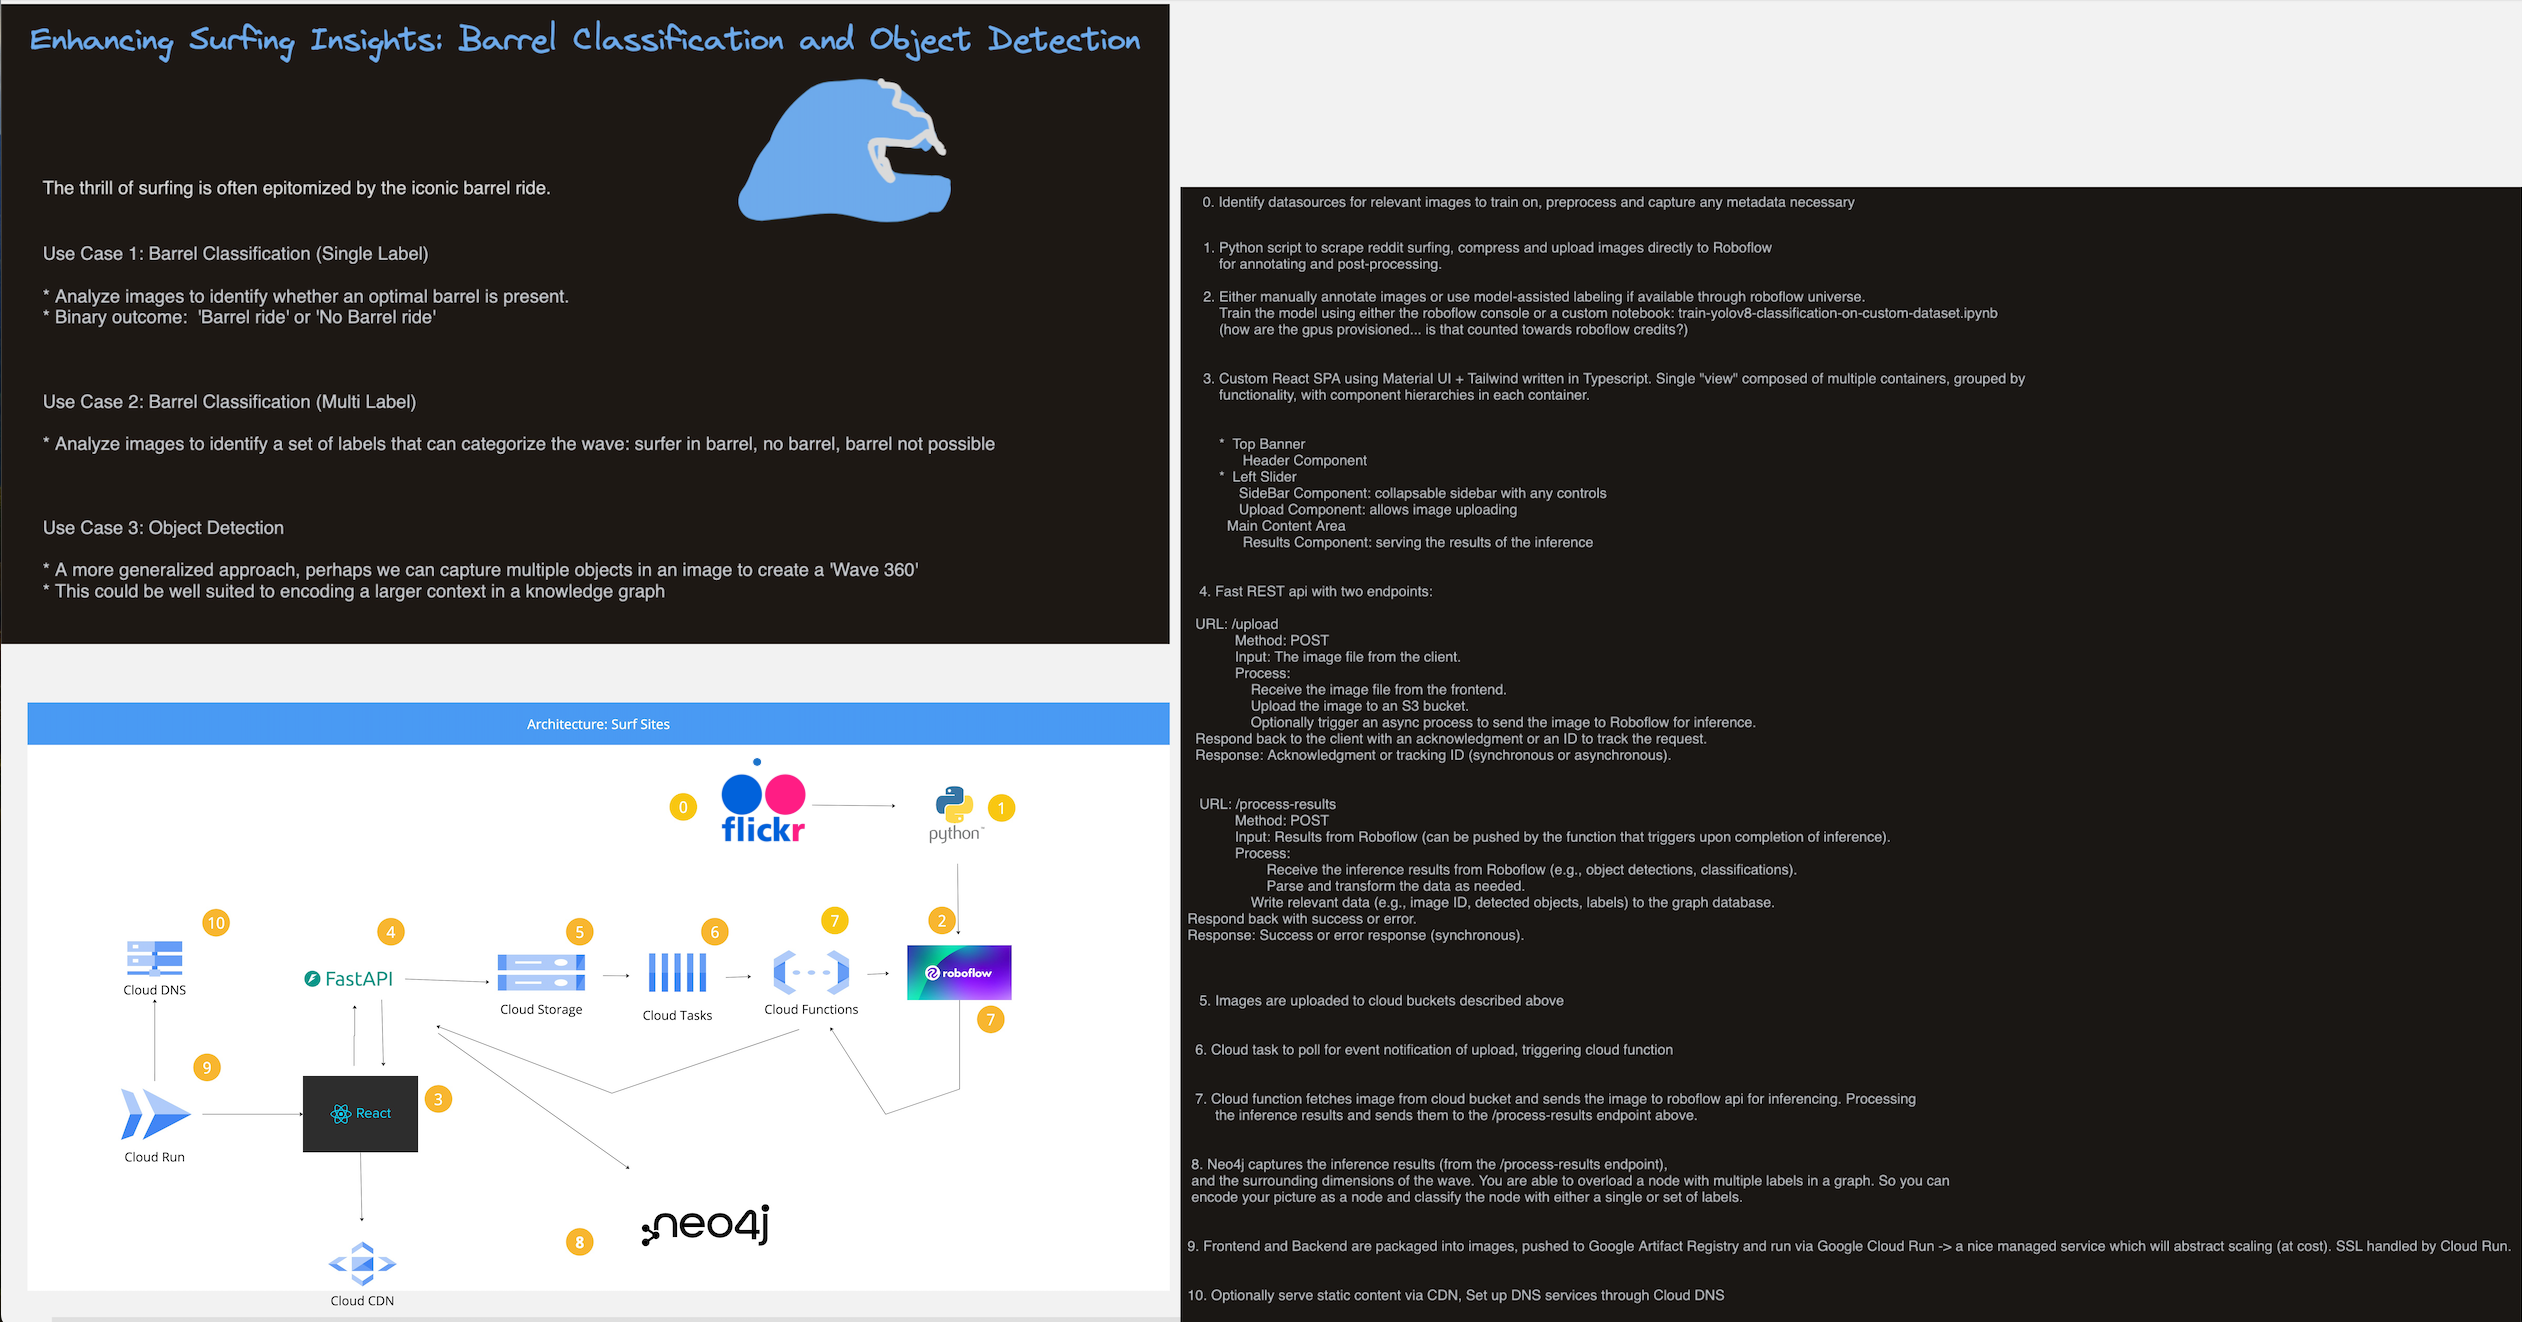 Enhancing Surfing Insights: Barrel Classification and Object Detection
The thrill of surfing is often epitomized by the iconic barrel ride.
Use Case 1: Barrel Classification (Single Label)
* Analyze images to identify whether an optimal barrel is present.
* Binary outcome:  'Barrel ride' or 'No Barrel ride'
Use Case 2: Barrel Classification (Multi Label)
* Analyze images to identify a set of labels that can categorize the wave: surfer in barrel, no barrel, barrel not possible
Use Case 3: Object Detection
* A more generalized approach, perhaps we can capture multiple objects in an image to create a 'Wave 360'
* This could be well suited to encoding a larger context in a knowledge graph
Architecture: Surf Sites
0
flickr
python™
1
10
4
5
6
7
2
Cloud DNS
FastAPI
Cloud Storage
Cloud Tasks
Cloud Functions
roboflow
7
9
3
React
Cloud Run
8
neo4j
Cloud CDN
0. Identify datasources for relevant images to train on, preprocess and capture any metadata necessary
1. Python script to scrape reddit surfing, compress and upload images directly to Roboflow
for annotating and post-processing.
2. Either manually annotate images or use model-assisted labeling if available through roboflow universe.
Train the model using either the roboflow console or a custom notebook: train-yolov8-classification-on-custom-dataset.ipynb
(how are the gpus provisioned... is that counted towards roboflow credits?)
3. Custom React SPA using Material UI + Tailwind written in Typescript. Single "view" composed of multiple containers, grouped by
functionality, with component hierarchies in each container.
* Top Banner
Header Component
* Left Slider
SideBar Component: collapsable sidebar with any controls
Upload Component: allows image uploading
Main Content Area
Results Component: serving the results of the inference
4. Fast REST api with two endpoints:
URL: /upload
Method: POST
Input: The image file from the client.
Process:
Receive the image file from the frontend.
Upload the image to an S3 bucket.
Optionally trigger an async process to send the image to Roboflow for inference.
Respond back to the client with an acknowledgment or an ID to track the request.
Response: Acknowledgment or tracking ID (synchronous or asynchronous).
URL: /process-results
Method: POST
Input: Results from Roboflow (can be pushed by the function that triggers upon completion of inference).
Process:
Receive the inference results from Roboflow (e.g., object detections, classifications).
Parse and transform the data as needed.
Write relevant data (e.g., image ID, detected objects, labels) to the graph database.
Respond back with success or error.
Response: Success or error response (synchronous).
5. Images are uploaded to cloud buckets described above
6. Cloud task to poll for event notification of upload, triggering cloud function
7. Cloud function fetches image from cloud bucket and sends the image to roboflow api for inferencing. Processing
the inference results and sends them to the /process-results endpoint above.
8. Neo4j captures the inference results (from the /process-results endpoint),
and the surrounding dimensions of the wave. You are able to overload a node with multiple labels in a graph. So you can
encode your picture as a node and classify the node with either a single or set of labels.
9. Frontend and Backend are packaged into images, pushed to Google Artifact Registry and run via Google Cloud Run -> a nice managed service which will abstract scaling (at cost). SSL handled by Cloud Run.
10. Optionally serve static content via CDN, Set up DNS services through Cloud DNS